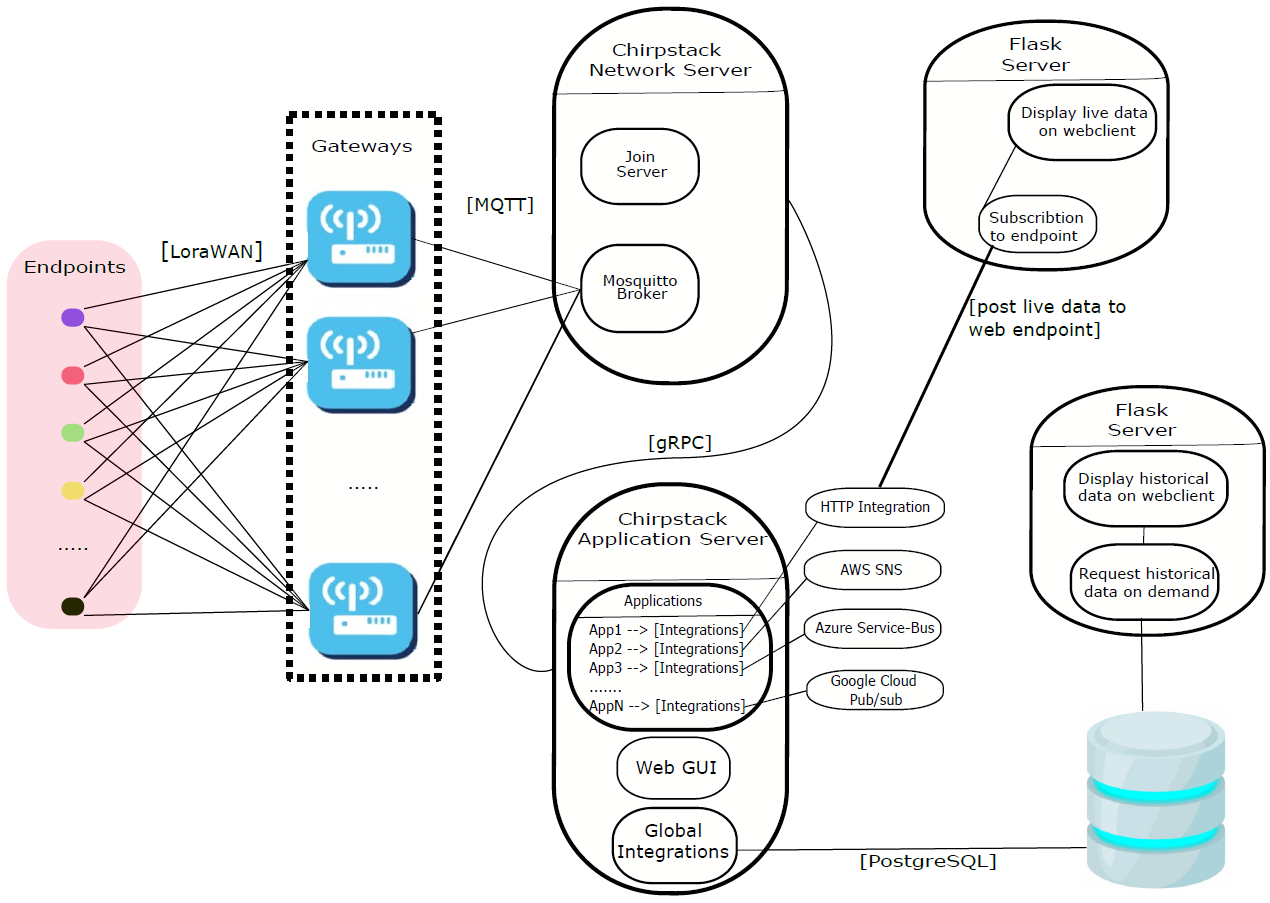 Endpoints
.....
[LoraWAN]
Gateways
.....
[MQTT]
Chirpstack
Network Server
Join
Server
Mosquitto
Broker
[gRPC]
Chirpstack
Application Server
Applications
App1 --> [Integrations]
App2 --> [Integrations]
App3 --> [Integrations]
.......
AppN --> [Integrations]
Web GUI
Global
Integrations
HTTP Integration
AWS SNS
Azure Service-Bus
Google Cloud
Pub/sub
Flask
Server
Display live data
on webclient
Subscribtion
to endpoint
[post live data to
web endpoint]
Flask
Server
Display historical
data on webclient
Request historical
data on demand
[PostgreSQL]